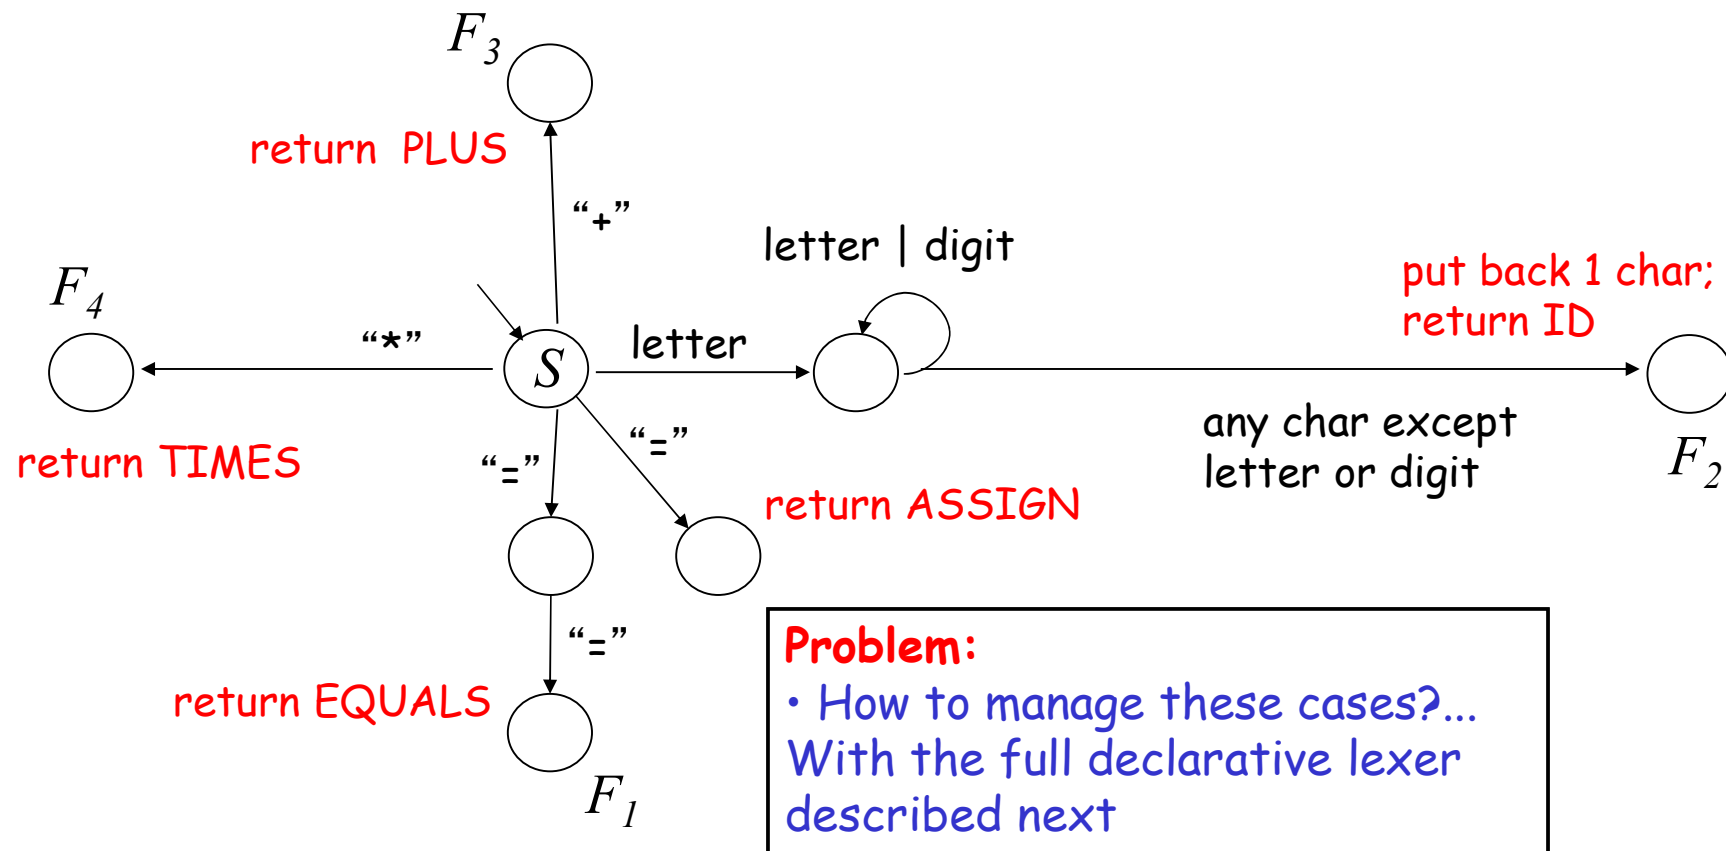 F3
return PLUS
“+”
letter | digit
put back 1 char;
return ID
F4
“*”
S
letter
any char except
letter or digit
F2
return TIMES
“=”
“=”
return ASSIGN
“=”
return EQUALS
F1
Problem:
• How to manage these cases?...
With the full declarative lexer
described next